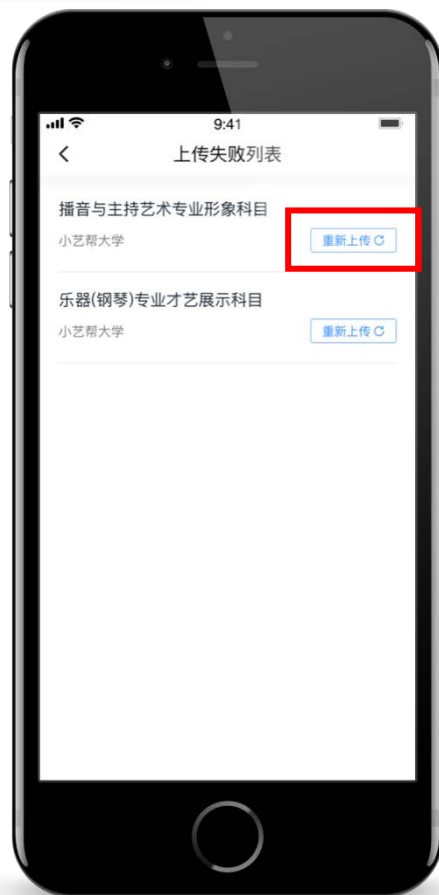 9:41
上传失败列表
播音与主持艺术专业形象科目
小艺帮大学
重新上传
乐器(钢琴)专业才艺展示科目
小艺帮大学
重新上传